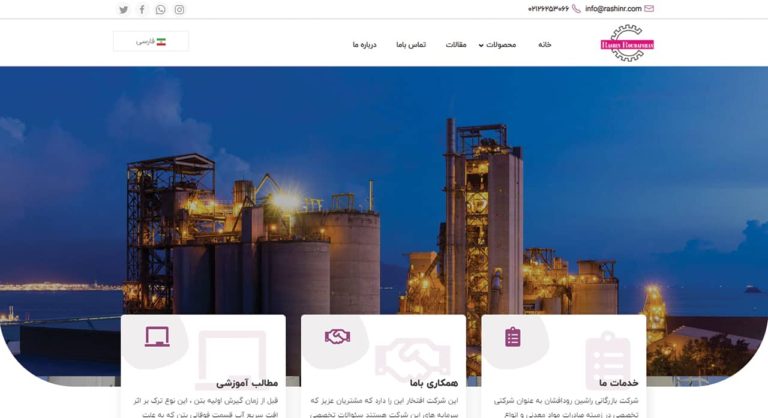 info@rashinr.com
۰۲۱۲۶۲۵۳۰۶۶
RASHIN ROUDAFSHAN
خانه
محصولات
مقالات
تماس باما
درباره ما
فارسی
خدمات ما
شرکت بازرگانی راشین رودافشان به عنوان شرکتی
تخصصی در زمینه صادرات مواد معدنی و انواع
همکاری باما
این شرکت افتخار این را دارد که مشتریان عزیز که
سرمایه های این شرکت هستند سئوالات تخصصی
مطالب آموزشی
قبل از زمان گیرش اولیه بتن ، این نوع ترک بر اثر
افت سریع آب قسمت فوقانی بتن که به علت